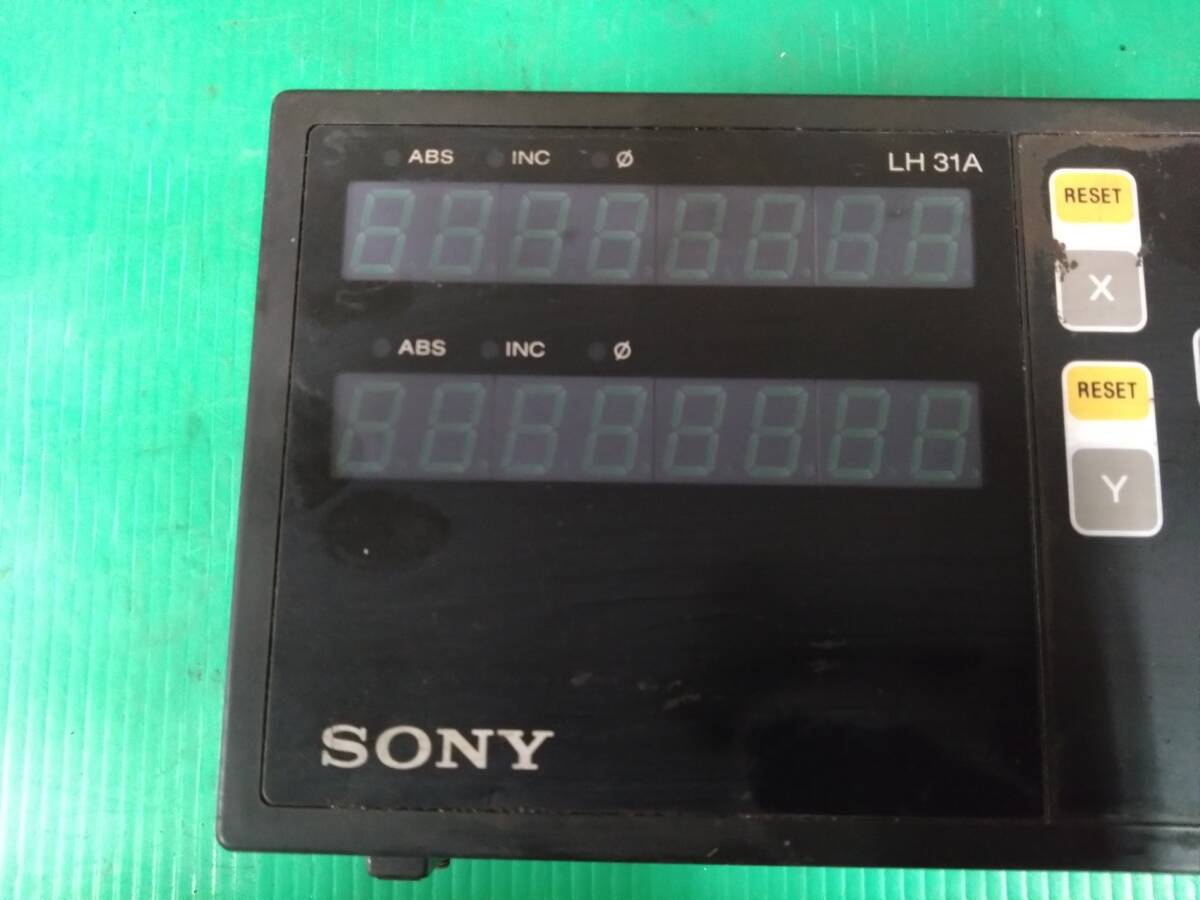 ABS INC Ø LH 31A
RESET
X
ABS INC Ø
RESET
Y
SONY